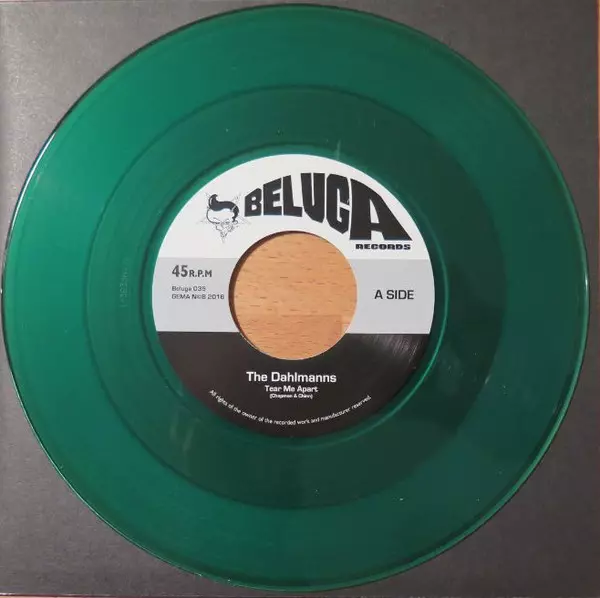 BELUGA
RECORDS
45 R.P.M
Beluga 035
GEMA NCB 2016
A SIDE
The Dahlmanns
Tear Me Apart
(Chapman & Chinn)
All rights of the owner of the recorded work and manufacturer reserved.